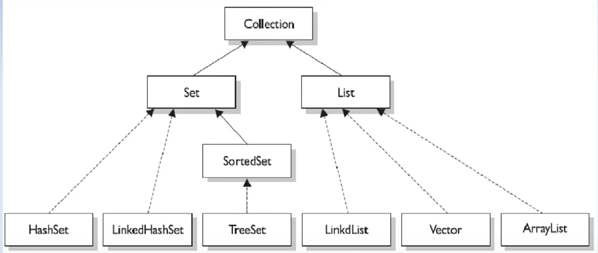 Collection
Set
List
SortedSet
HashSet
LinkedHashSet
TreeSet
LinkdList
Vector
ArrayList